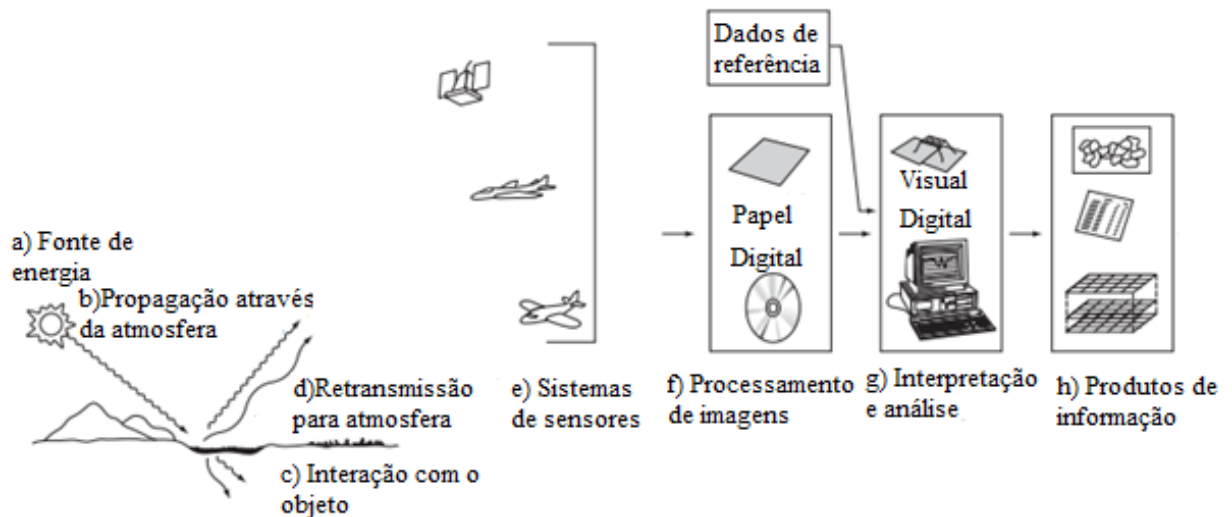 Dados de
referência
a) Fonte de
energia
b)Propagação através
da atmosfera
c) Interação com o
objeto
d)Retransmissão
para atmosfera
e) Sistemas
de sensores
Papel
Digital
f) Processamento
de imagens
Visual
Digital
g) Interpretação
e análise
h) Produtos de
informação